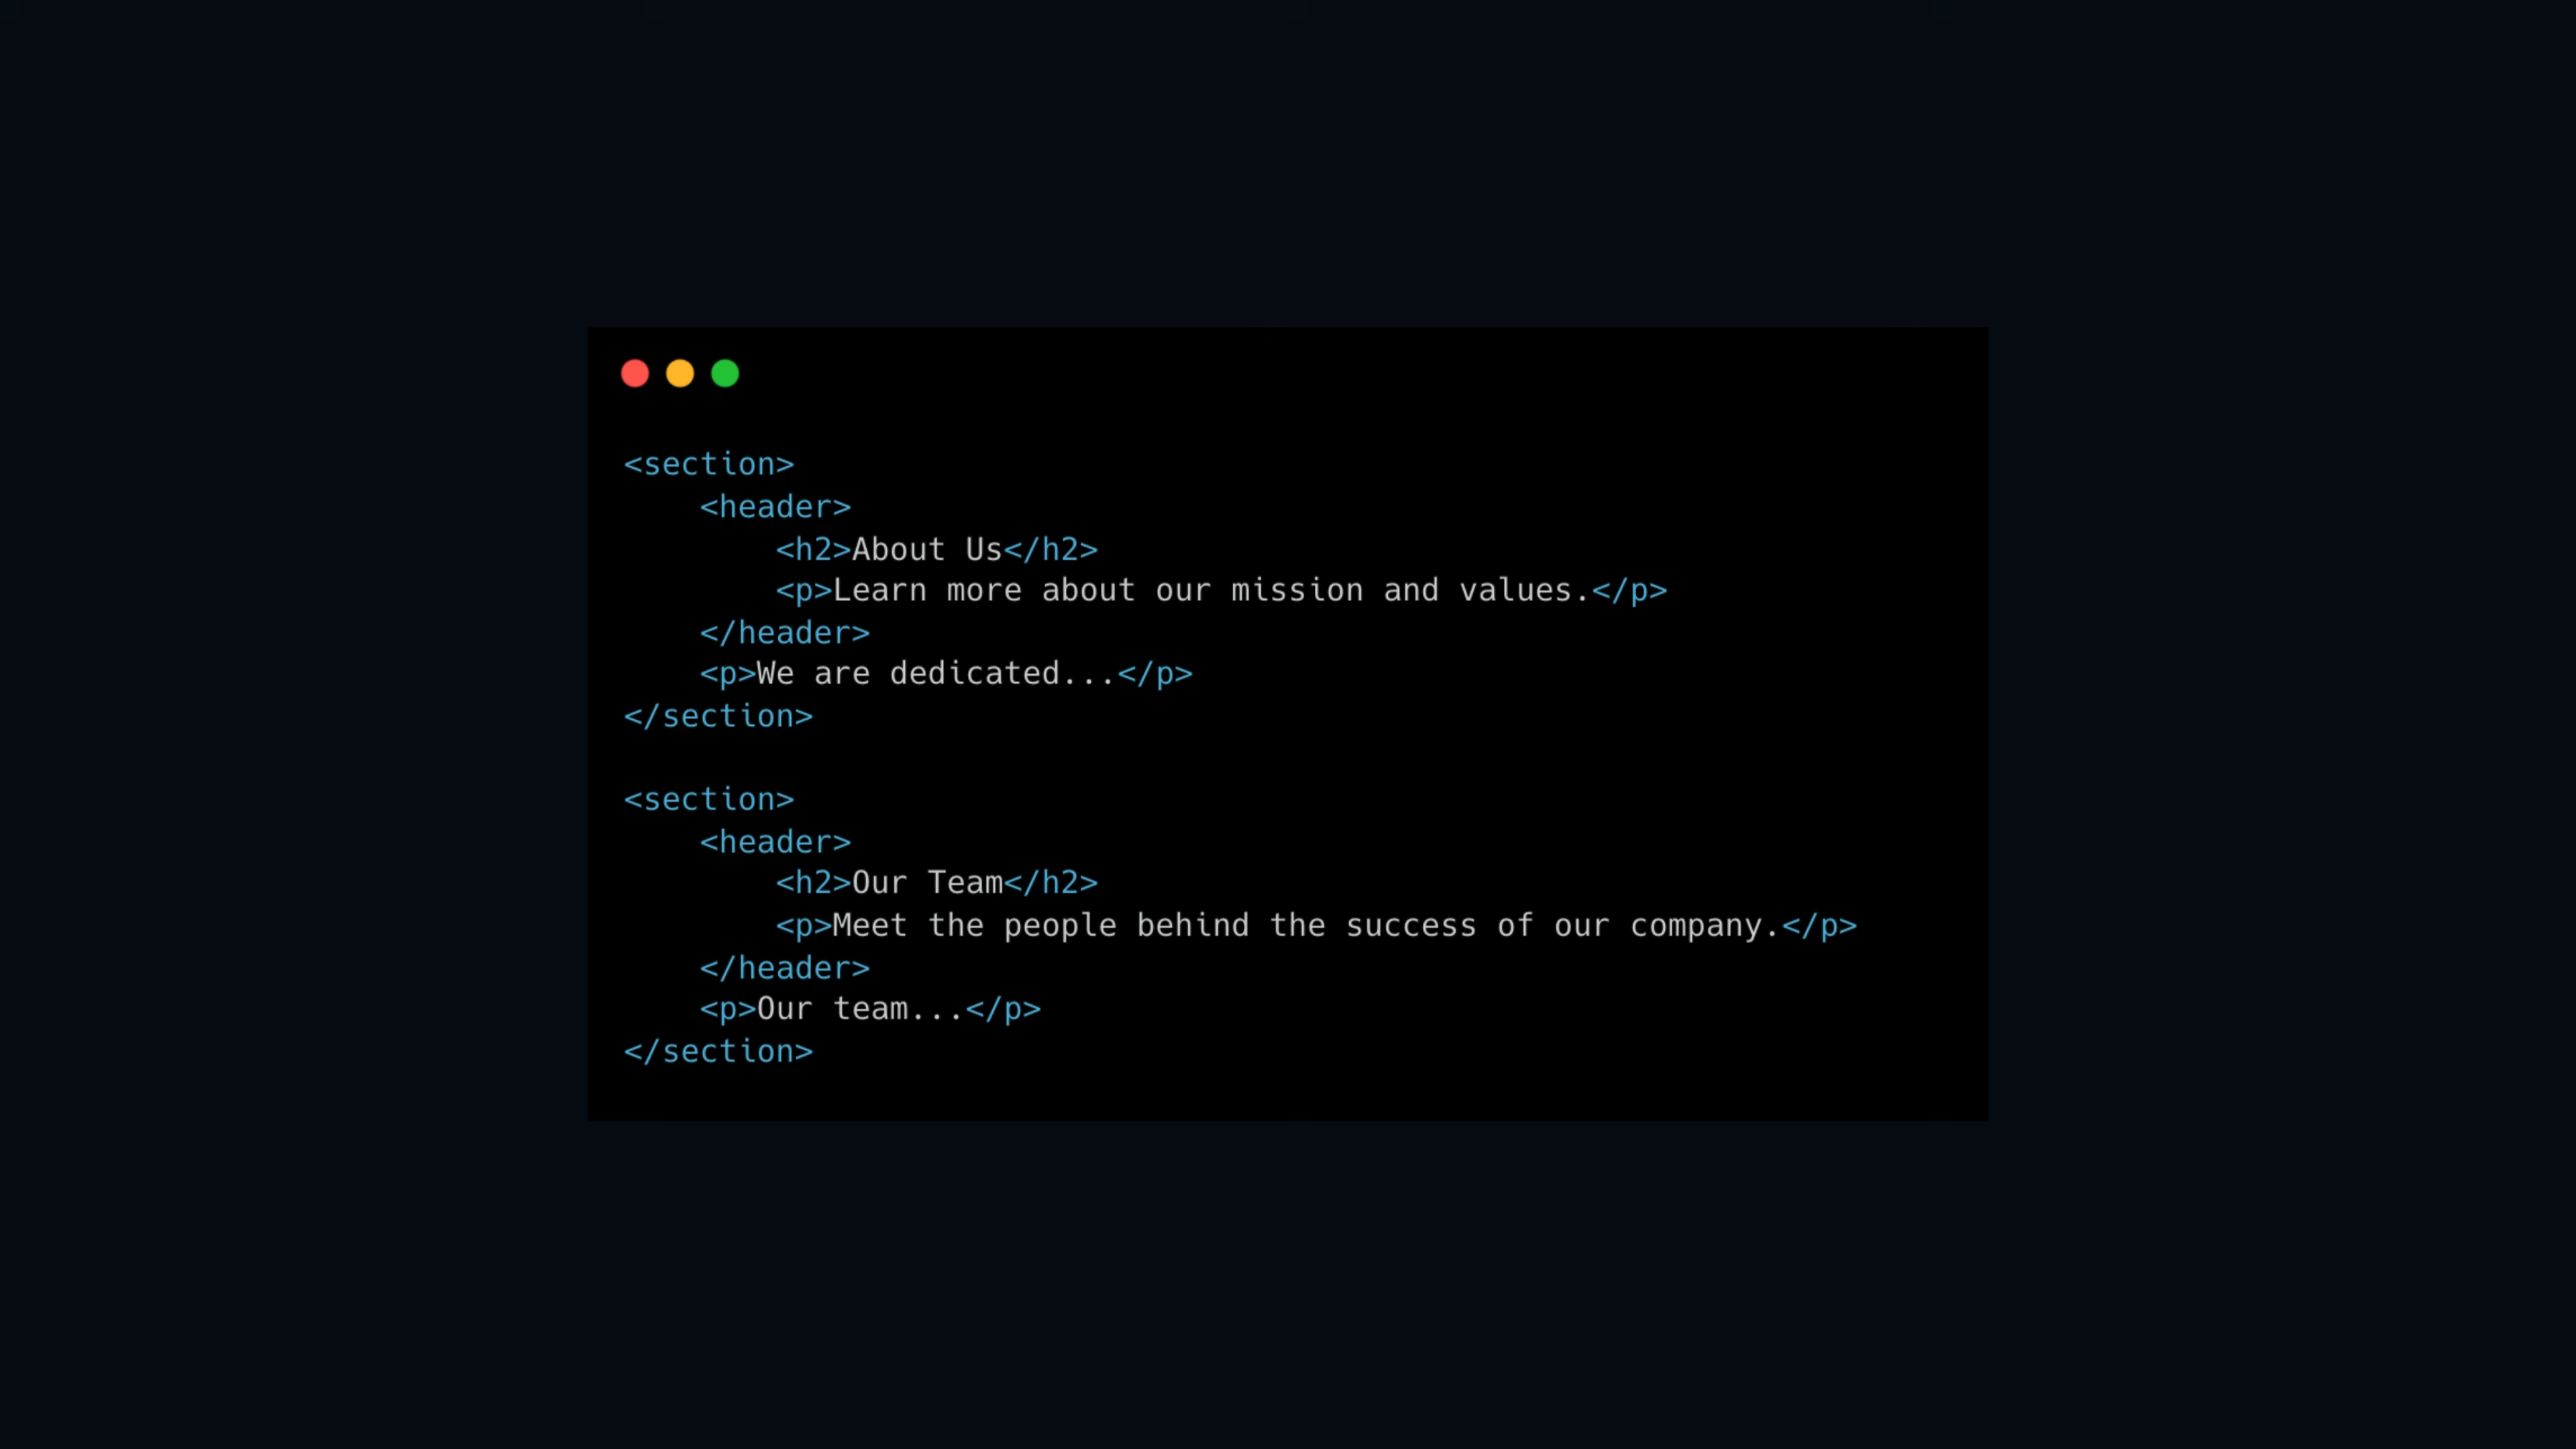 <section>
    <header>
        <h2>About Us</h2>
        <p>Learn more about our mission and values.</p>
    </header>
    <p>We are dedicated...</p>
</section>

<section>
    <header>
        <h2>Our Team</h2>
        <p>Meet the people behind the success of our company.</p>
    </header>
    <p>Our team...</p>
</section>